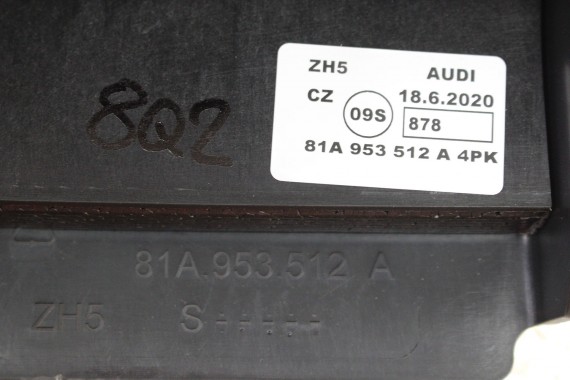 8Q2
ZH5 AUDI
CZ 09S 18.6.2020
878
81A 953 512 A 4PK
81A.953.512 A
ZH5 S